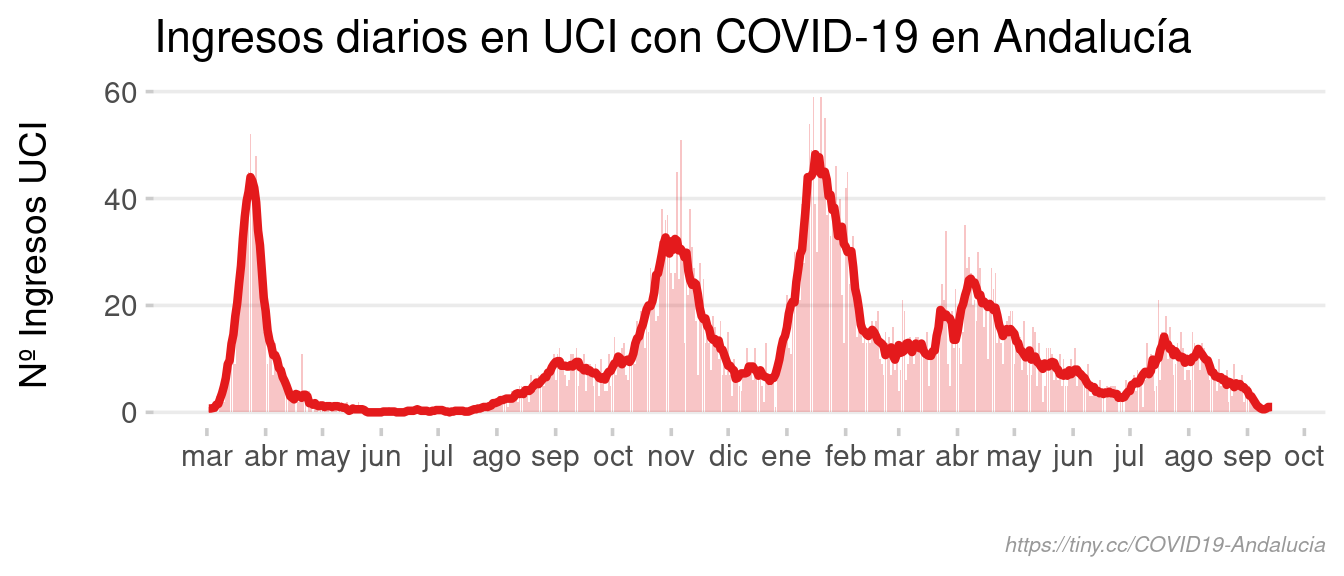 Ingresos diarios en UCI con COVID-19 en Andalucía
Nº Ingresos UCI
60
40
20
0
mar abr may jun jul ago sep oct nov dic ene feb mar abr may jun jul ago sep oct
https://tiny.cc/COVID19-Andalucia